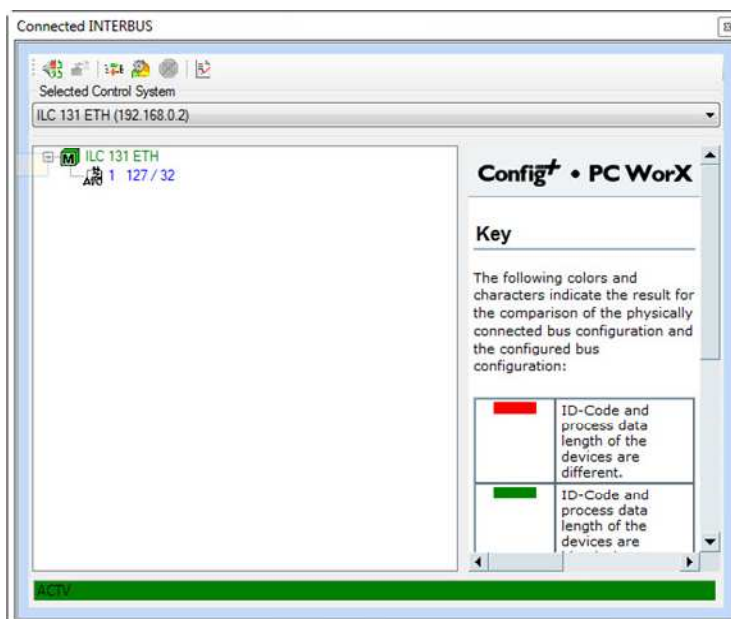 Connected INTERBUS
Selected Control System
ILC 131 ETH (192.168.0.2)
ILC 131 ETH
1 127 / 32
Config+ • PC WorX
Key
The following colors and
characters indicate the result for
the comparison of the physically
connected bus configuration and
the configured bus
configuration:
ID-Code and
process data
length of the
devices are
different.
ID-Code and
process data
length of the
devices are
ACTV